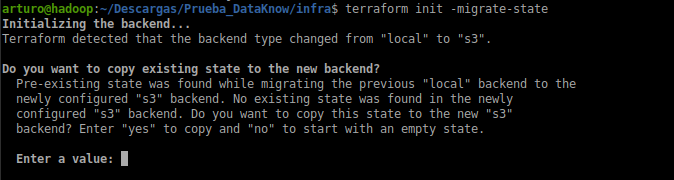 arturo@hadoop:~/Descargas/Prueba_DataKnow/infra$ terraform init -migrate-state
Initializing the backend...
Terraform detected that the backend type changed from "local" to "s3".
Do you want to copy existing state to the new backend?
Pre-existing state was found while migrating the previous "local" backend to the
newly configured "s3" backend. No existing state was found in the newly
configured "s3" backend. Do you want to copy this state to the new "s3"
backend? Enter "yes" to copy and "no" to start with an empty state.
Enter a value: